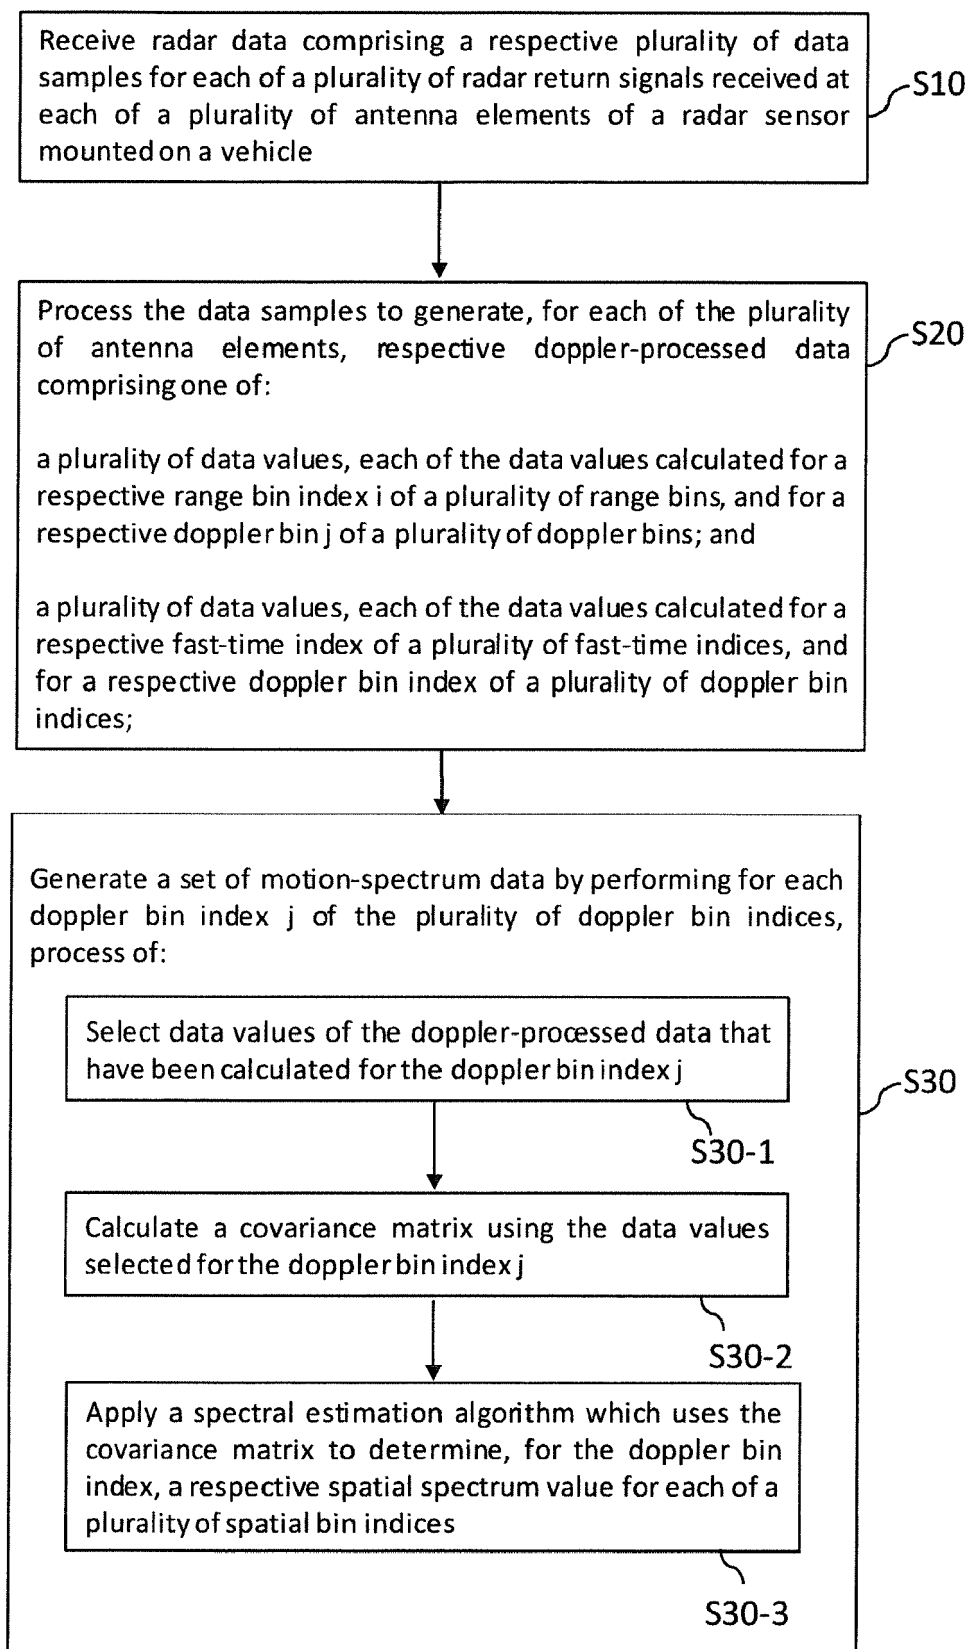 Receive radar data comprising a respective plurality of data
samples for each of a plurality of radar return signals received at
each of a plurality of antenna elements of a radar sensor
mounted on a vehicle
S10
Process the data samples to generate, for each of the plurality
of antenna elements, respective doppler-processed data
comprising one of:
S20
a plurality of data values, each of the data values calculated for a
respective range bin index i of a plurality of range bins, and for a
respective doppler bin j of a plurality of doppler bins; and
a plurality of data values, each of the data values calculated for a
respective fast-time index of a plurality of fast-time indices, and
for a respective doppler bin index of a plurality of doppler bin
indices;
Generate a set of motion-spectrum data by performing for each
doppler bin index j of the plurality of doppler bin indices,
process of:
Select data values of the doppler-processed data that
have been calculated for the doppler bin index j
S30
S30-1
Calculate a covariance matrix using the data values
selected for the doppler bin index j
S30-2
Apply a spectral estimation algorithm which uses the
covariance matrix to determine, for the doppler bin
index, a respective spatial spectrum value for each of a
plurality of spatial bin indices
S30-3